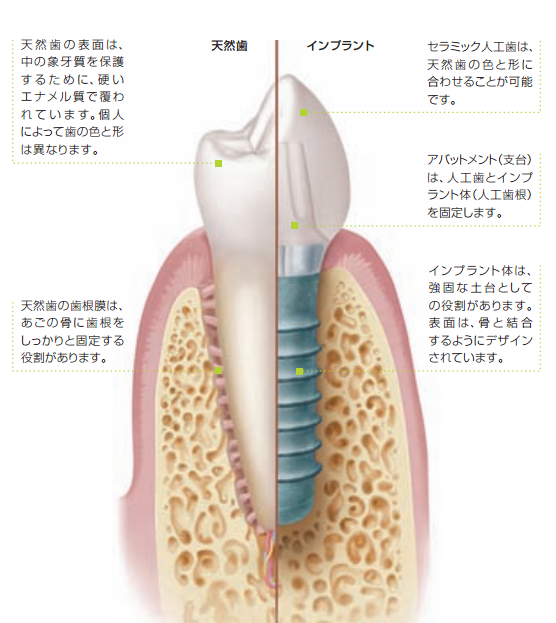 天然歯の表面は、
中の象牙質を保護
するために、硬い
エナメル質で覆わ
れています。個人
によって歯の色と形
は異なります。
天然歯
インプラント
セラミック人工歯は、
天然歯の色と形に
合わせることが可能
です。
アバットメント(支台)
は、人工歯とインプ
ラント体(人工歯根)
を固定します。
天然歯の歯根膜は、
あごの骨に歯根を
しっかりと固定する
役割があります。
インプラント体は、
強固な土台として
の役割があります。
表面は、骨と結合
するようにデザイン
されています。